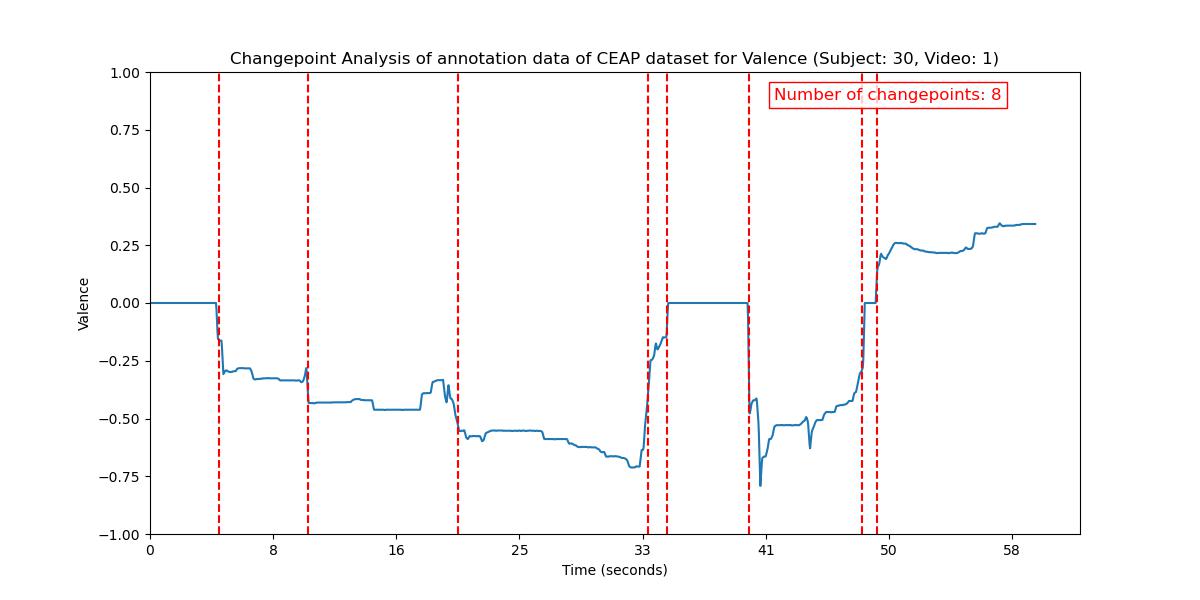 Changepoint Analysis of annotation data of CEAP dataset for Valence (Subject: 30, Video: 1)
Number of changepoints: 8
1.00
0.75
0.50
0.25
0.00
−0.25
−0.50
−0.75
−1.00
Valence
0 8 16 25 33 41 50 58
Time (seconds)